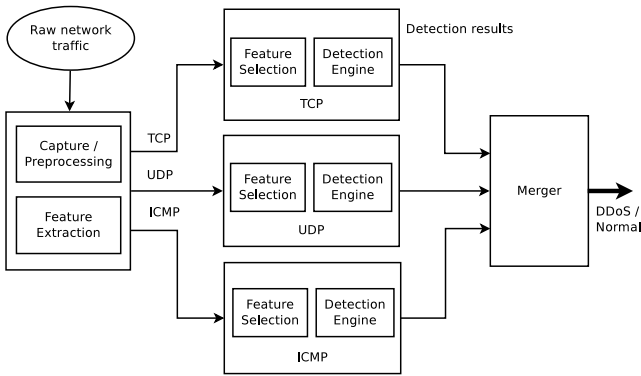 Raw network
traffic
Capture /
Preprocessing
Feature
Extraction
TCP
UDP
ICMP
Feature
Selection
Detection
Engine
TCP
Feature
Selection
Detection
Engine
UDP
Feature
Selection
Detection
Engine
ICMP
Detection results
Merger
DDoS /
Normal